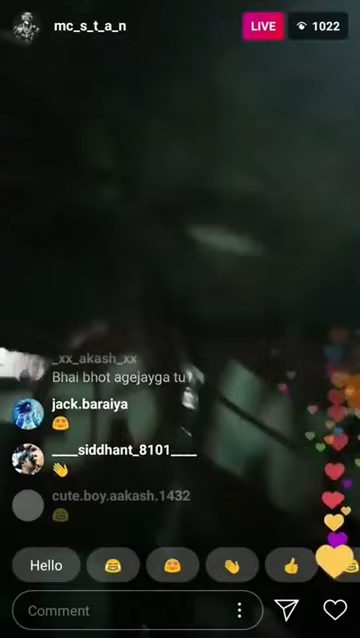 mc_s_t_a_n
LIVE
1022
_xx_akash_xx
Bhai bhot agejayga tu
jack.baraiya
😍
____siddhant_8101____
👋
cute.boy.aakash.1432
😂
Hello 😂 😍 👋 👍 😂
Comment